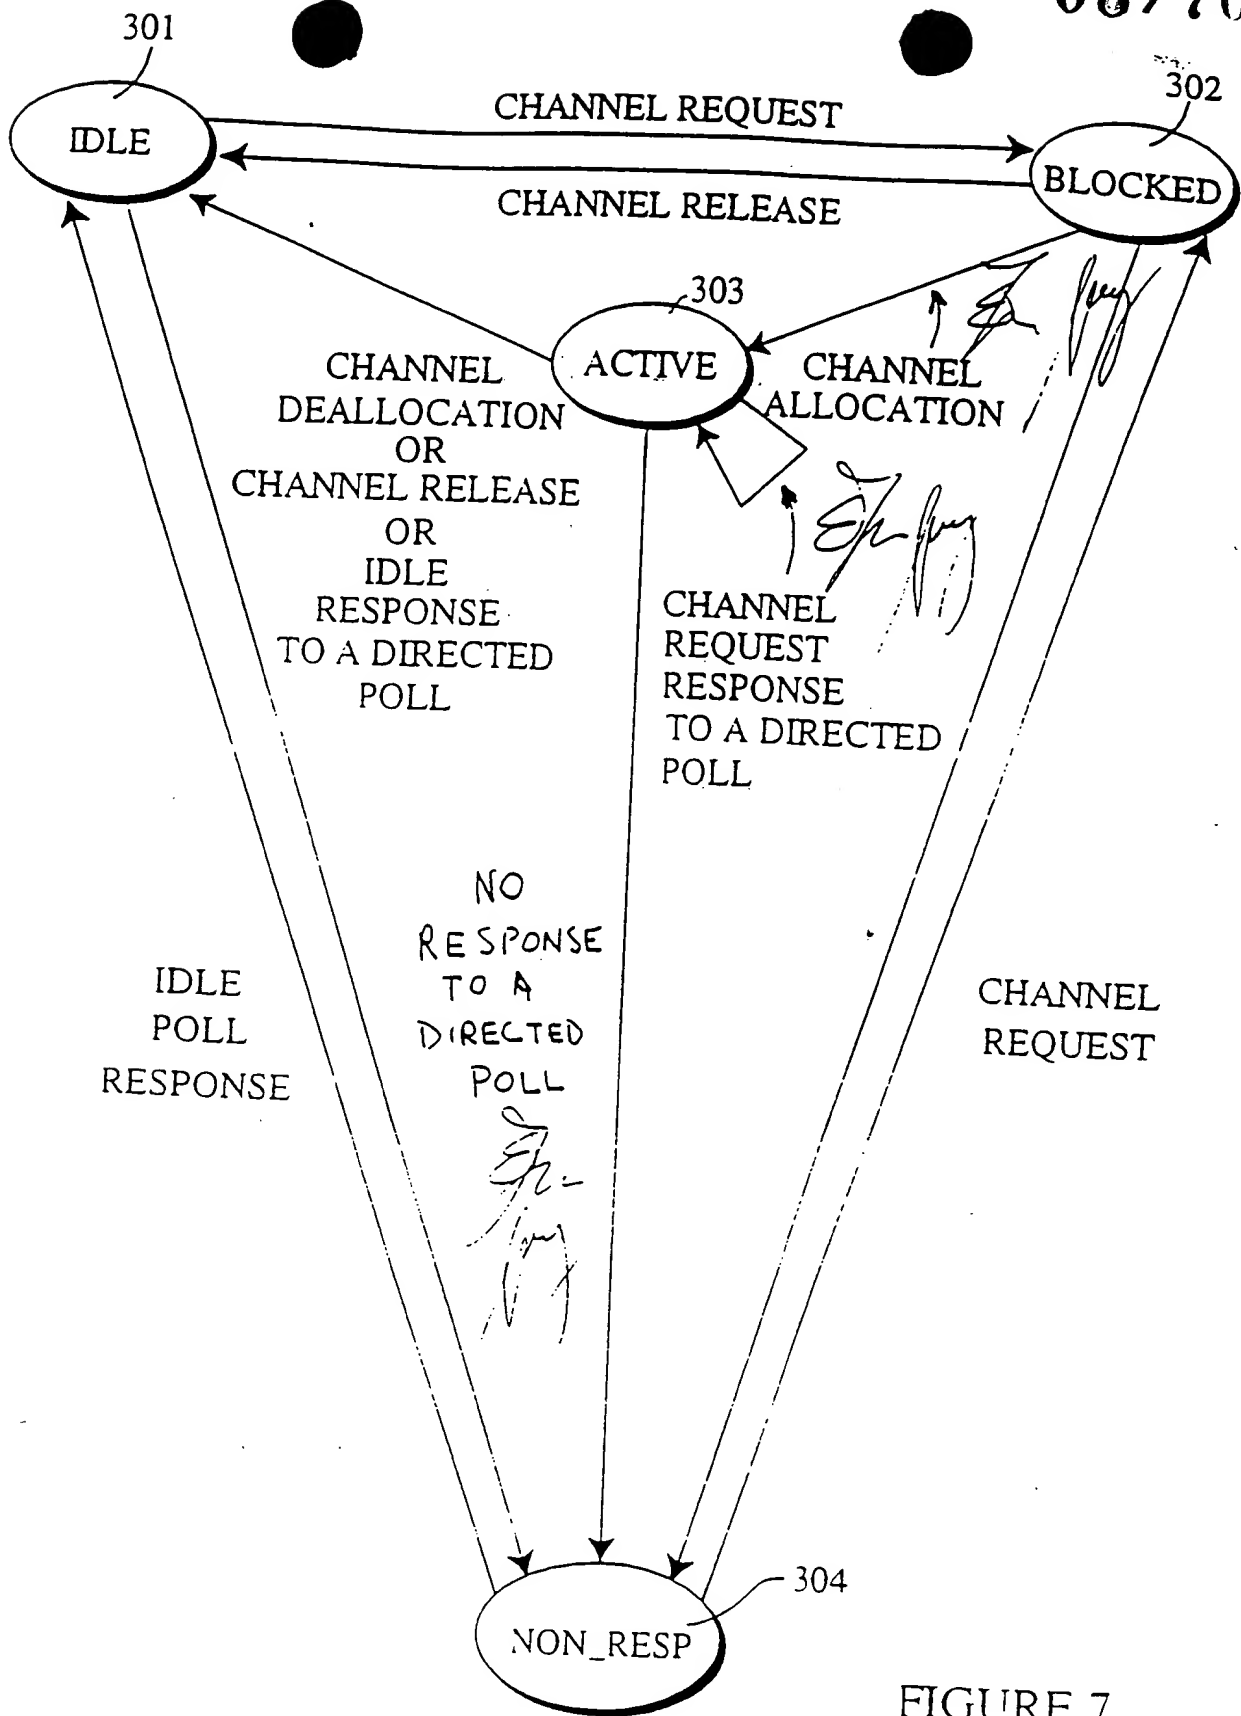 301
302
IDLE
CHANNEL REQUEST
BLOCKED
CHANNEL RELEASE
303
ACTIVE
CHANNEL
ALLOCATION
CHANNEL
DEALLOCATION
OR
CHANNEL RELEASE
OR
IDLE
RESPONSE
TO A DIRECTED
POLL
CHANNEL
REQUEST
RESPONSE
TO A DIRECTED
POLL
NO
RESPONSE
TO A
DIRECTED
POLL
IDLE
POLL
RESPONSE
CHANNEL
REQUEST
304
NON_RESP
FIGURE 7